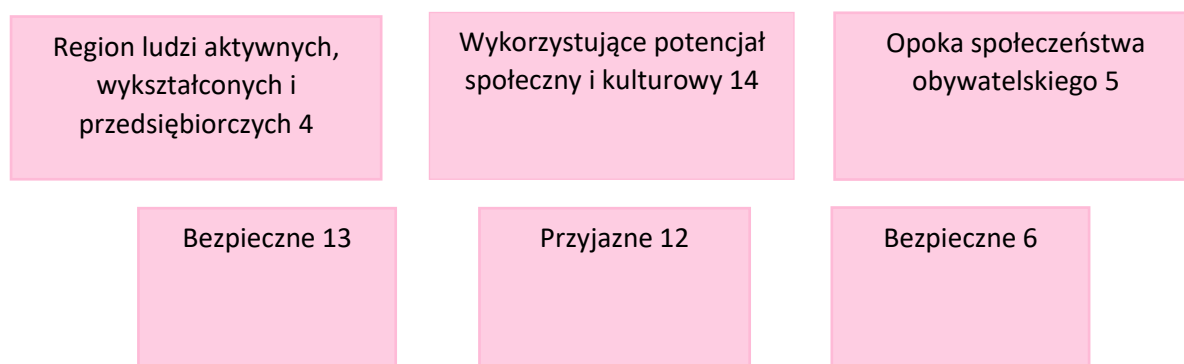 Region ludzi aktywnych,
wykształconych i
przedsiębiorczych 4
Wykorzystujące potencjał
społeczny i kulturowy 14
Opoka społeczeństwa
obywatelskiego 5
Bezpieczne 13
Przyjazne 12
Bezpieczne 6